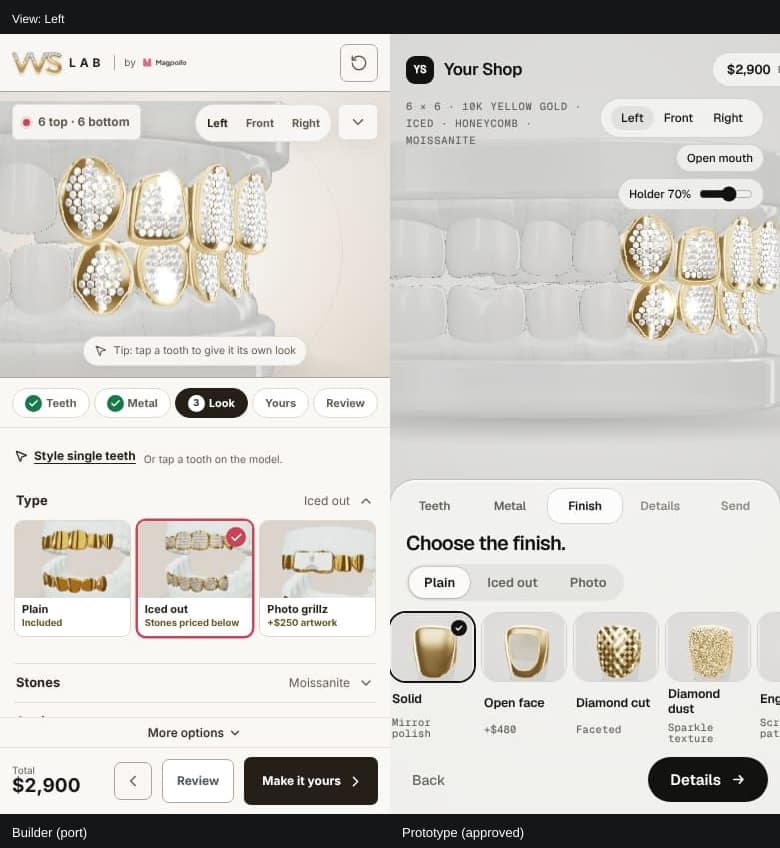 View: Left
VVS LAB by Magpollo
6 top · 6 bottom
Left Front Right
Tip: tap a tooth to give it its own look
Teeth Metal 3 Look Yours Review
Style single teeth Or tap a tooth on the model.
Type Iced out
Plain
Included
Iced out
Stones priced below
Photo grillz
+$250 artwork
Stones Moissanite
More options
Total
$2,900
Review
Make it yours
Builder (port)
YS Your Shop
$2,900
6 × 6 · 10K YELLOW GOLD ·
ICED · HONEYCOMB ·
MOISSANITE
Left Front Right
Open mouth
Holder 70%
Teeth Metal Finish Details Send
Choose the finish.
Plain Iced out Photo
Solid
Mirror
polish
Open face
+$480
Diamond cut
Faceted
Diamond
dust
Sparkle
texture
Back
Details
Prototype (approved)